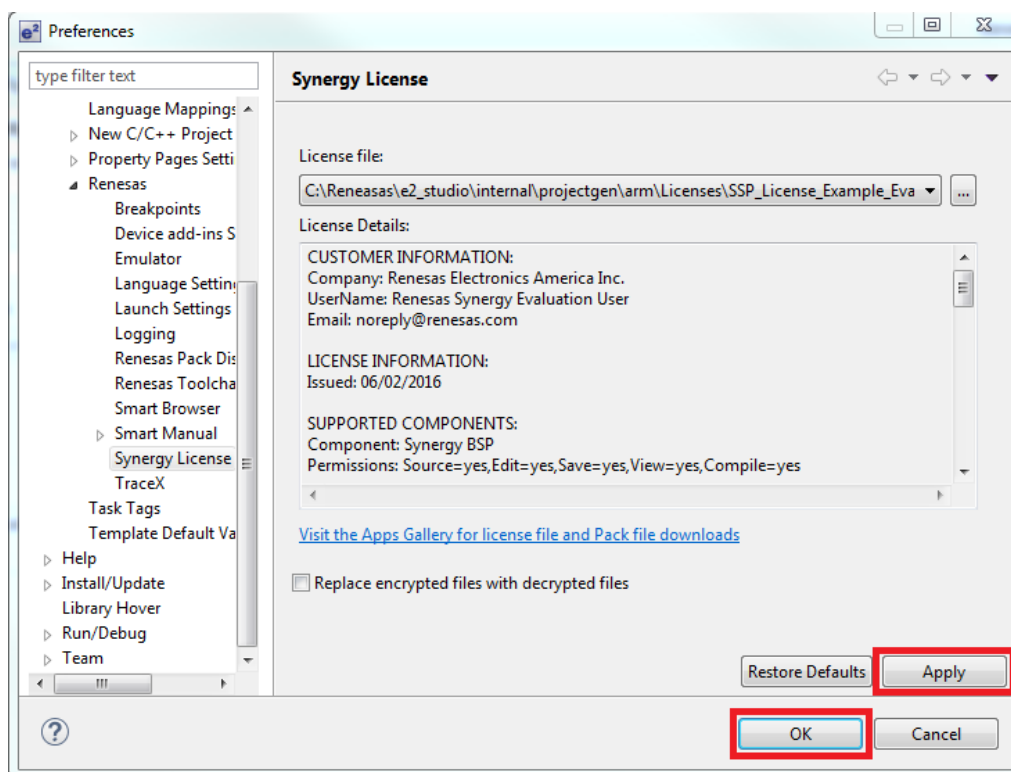 e² Preferences
type filter text
Language Mappings
New C/C++ Project
Property Pages Setti
Renesas
Breakpoints
Device add-ins S
Emulator
Language Setting
Launch Settings
Logging
Renesas Pack Dis
Renesas Toolcha
Smart Browser
Smart Manual
Synergy License
TraceX
Task Tags
Template Default Va
Help
Install/Update
Library Hover
Run/Debug
Team
Synergy License
License file:
C:\Reneasas\e2_studio\internal\projectgen\arm\Licenses\SSP_License_Example_Eva
...
License Details:
CUSTOMER INFORMATION:
Company: Renesas Electronics America Inc.
UserName: Renesas Synergy Evaluation User
Email: noreply@renesas.com
LICENSE INFORMATION:
Issued: 06/02/2016
SUPPORTED COMPONENTS:
Component: Synergy BSP
Permissions: Source=yes,Edit=yes,Save=yes,View=yes,Compile=yes
Visit the Apps Gallery for license file and Pack file downloads
Replace encrypted files with decrypted files
Restore Defaults
Apply
?
OK
Cancel